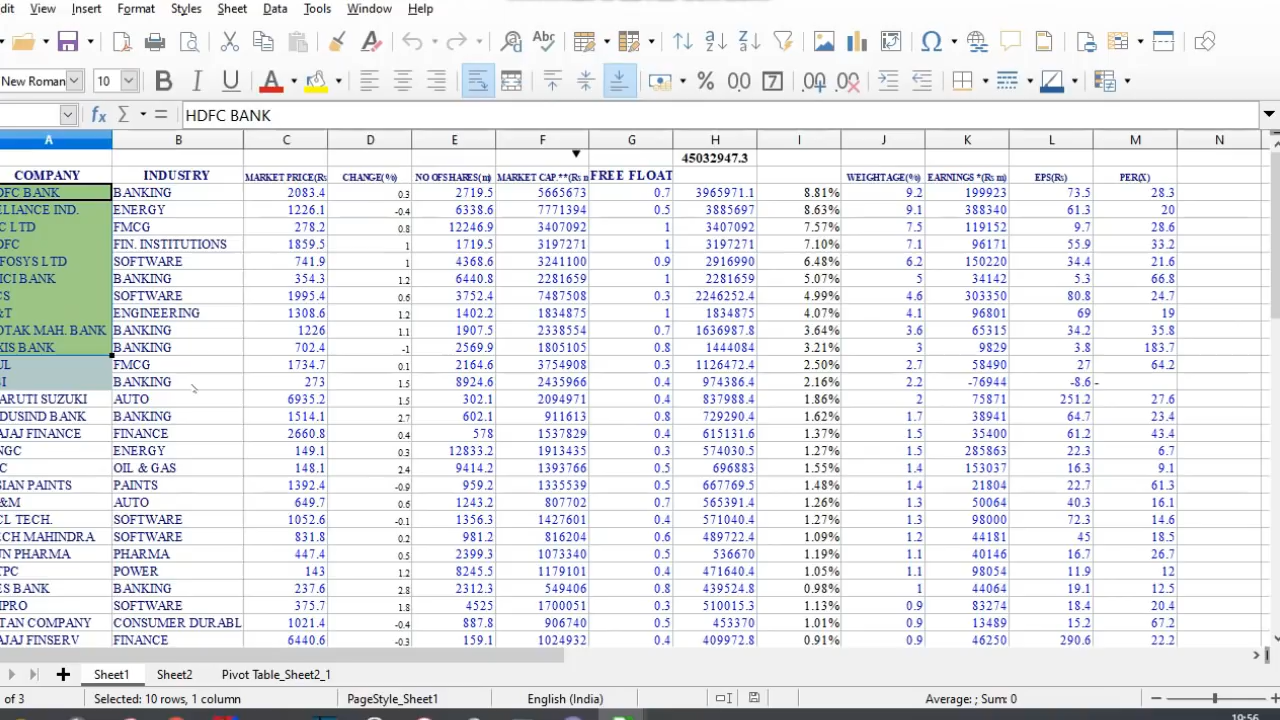 dit View Insert Format Styles Sheet Data Tools Window Help
New Roman 10
HDFC BANK
A B C D E F G H I J K L M N
45032947.3
COMPANY INDUSTRY MARKET PRICE(Rs CHANGE(%) NO OF SHARES(m) MARKET CAP.**(Rs m FREE FLOAT WEIGHTAGE(%) EARNINGS *(Rs m) EPS(Rs) PER(X)
DFC BANK BANKING 2083.4 0.3 2719.5 5665673 0.7 3965971.1 8.81% 9.2 199923 73.5 28.3
ELIANCE IND. ENERGY 1226.1 -0.4 6338.6 7771394 0.5 3885697 8.63% 9.1 388340 61.3 20
C LTD FMCG 278.2 0.8 12246.9 3407092 1 3407092 7.57% 7.5 119152 9.7 28.6
DFC FIN. INSTITUTIONS 1859.5 1 1719.5 3197271 1 3197271 7.10% 7.1 96171 55.9 33.2
FOSYS LTD SOFTWARE 741.9 1 4368.6 3241100 0.9 2916990 6.48% 6.2 150220 34.4 21.6
ICI BANK BANKING 354.3 1.2 6440.8 2281659 1 2281659 5.07% 5 34142 5.3 66.8
CS SOFTWARE 1995.4 0.6 3752.4 7487508 0.3 2246252.4 4.99% 4.6 303350 80.8 24.7
&T ENGINEERING 1308.6 1.2 1402.2 1834875 1 1834875 4.07% 4.1 96801 69 19
OTAK MAH. BANK BANKING 1226 1.1 1907.5 2338554 0.7 1636987.8 3.64% 3.6 65315 34.2 35.8
XIS BANK BANKING 702.4 -1 2569.9 1805105 0.8 1444084 3.21% 3 9829 3.8 183.7
UL FMCG 1734.7 0.1 2164.6 3754908 0.3 1126472.4 2.50% 2.7 58490 27 64.2
BI BANKING 273 1.5 8924.6 2435966 0.4 974386.4 2.16% 2.2 -76944 -8.6 -
ARUTI SUZUKI AUTO 6935.2 1.5 302.1 2094971 0.4 837988.4 1.86% 2 75871 251.2 27.6
DUSIND BANK BANKING 1514.1 2.7 602.1 911613 0.8 729290.4 1.62% 1.7 38941 64.7 23.4
AJAJ FINANCE FINANCE 2660.8 0.4 578 1537829 0.4 615131.6 1.37% 1.5 35400 61.2 43.4
NGC ENERGY 149.1 0.3 12833.2 1913435 0.3 574030.5 1.27% 1.5 285863 22.3 6.7
C OIL & GAS 148.1 2.4 9414.2 1393766 0.5 696883 1.55% 1.4 153037 16.3 9.1
SIAN PAINTS PAINTS 1392.4 -0.9 959.2 1335539 0.5 667769.5 1.48% 1.4 21804 22.7 61.3
&M AUTO 649.7 0.6 1243.2 807702 0.7 565391.4 1.26% 1.3 50064 40.3 16.1
CL TECH. SOFTWARE 1052.6 -0.1 1356.3 1427601 0.4 571040.4 1.27% 1.3 98000 72.3 14.6
ECH MAHINDRA SOFTWARE 831.8 0.2 981.2 816204 0.6 489722.4 1.09% 1.2 44181 45 18.5
UN PHARMA PHARMA 447.4 0.5 2399.3 1073340 0.5 536670 1.19% 1.1 40146 16.7 26.7
TPC POWER 143 1.2 8245.5 1179101 0.4 471640.4 1.05% 1.1 98054 11.9 12
ES BANK BANKING 237.6 2.8 2312.3 549406 0.8 439524.8 0.98% 1 44064 19.1 12.5
IPRO SOFTWARE 375.7 1.8 4525 1700051 0.3 510015.3 1.13% 0.9 83274 18.4 20.4
TAN COMPANY CONSUMER DURABL 1021.4 -0.4 887.8 906740 0.5 453370 1.01% 0.9 13489 15.2 67.2
AJAJ FINSERV FINANCE 6440.6 -0.3 159.1 1024932 0.4 409972.8 0.91% 0.9 46250 290.6 22.2
Sheet1 Sheet2 Pivot Table_Sheet2_1
of 3 Selected: 10 rows, 1 column PageStyle_Sheet1 English (India) Average: ; Sum: 0
19:56